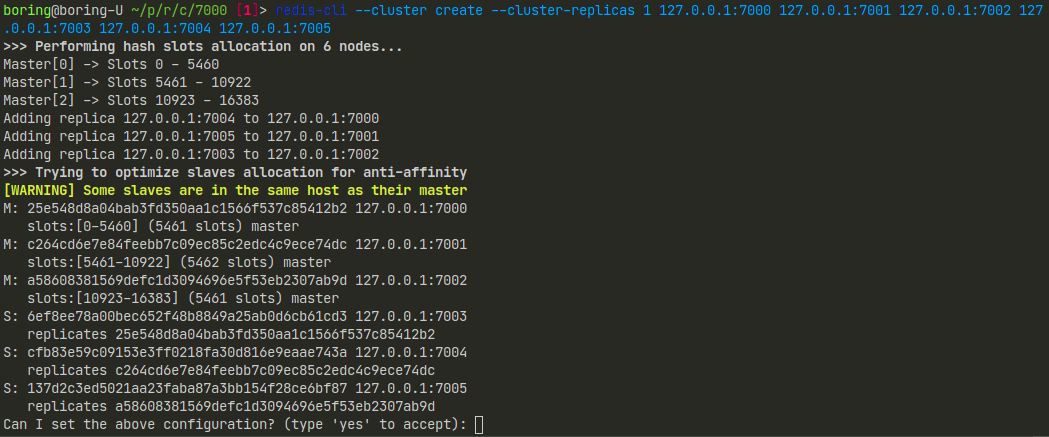 boring@boring-U ~/p/r/c/7000 [1]> redis-cli --cluster create --cluster-replicas 1 127.0.0.1:7000 127.0.0.1:7001 127.0.0.1:7002 127
.0.0.1:7003 127.0.0.1:7004 127.0.0.1:7005
>>> Performing hash slots allocation on 6 nodes...
Master[0] -> Slots 0 - 5460
Master[1] -> Slots 5461 - 10922
Master[2] -> Slots 10923 - 16383
Adding replica 127.0.0.1:7004 to 127.0.0.1:7000
Adding replica 127.0.0.1:7005 to 127.0.0.1:7001
Adding replica 127.0.0.1:7003 to 127.0.0.1:7002
>>> Trying to optimize slaves allocation for anti-affinity
[WARNING] Some slaves are in the same host as their master
M: 25e548d8a04bab3fd350aa1c1566f537c85412b2 127.0.0.1:7000
   slots:[0-5460] (5461 slots) master
M: c264cd6e7e84feebb7c09ec85c2edc4c9ece74dc 127.0.0.1:7001
   slots:[5461-10922] (5462 slots) master
M: a58608381569defc1d3094696e5f53eb2307ab9d 127.0.0.1:7002
   slots:[10923-16383] (5461 slots) master
S: 6ef8ee78a00bec652f48b8849a25ab0d6cb61cd3 127.0.0.1:7003
   replicates 25e548d8a04bab3fd350aa1c1566f537c85412b2
S: cfb83e59c09153e3ff0218fa30d816e9eaae743a 127.0.0.1:7004
   replicates c264cd6e7e84feebb7c09ec85c2edc4c9ece74dc
S: 137d2c3ed5021aa23faba87a3bb154f28ce6bf87 127.0.0.1:7005
   replicates a58608381569defc1d3094696e5f53eb2307ab9d
Can I set the above configuration? (type 'yes' to accept):